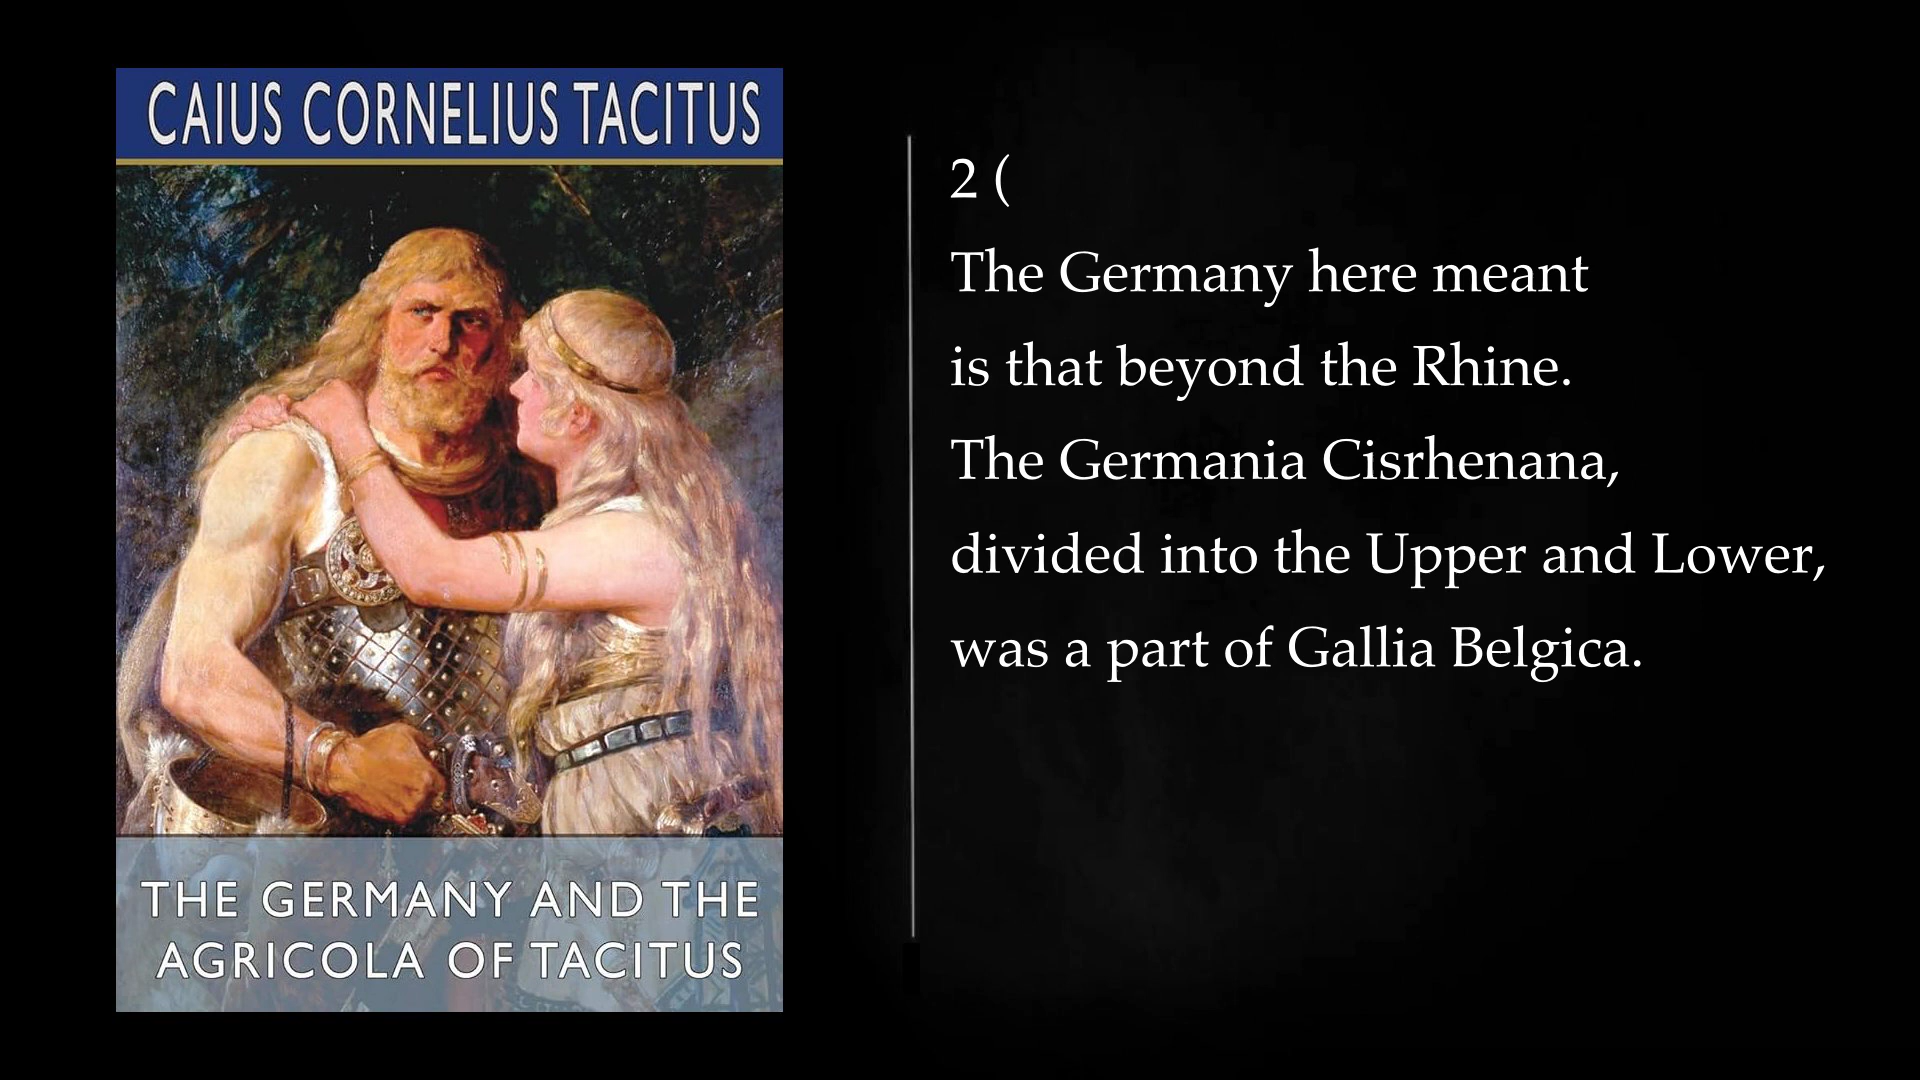 CAIUS CORNELIUS TACITUS
THE GERMANY AND THE
AGRICOLA OF TACITUS
2 (
The Germany here meant
is that beyond the Rhine.
The Germania Cisrhenana,
divided into the Upper and Lower,
was a part of Gallia Belgica.